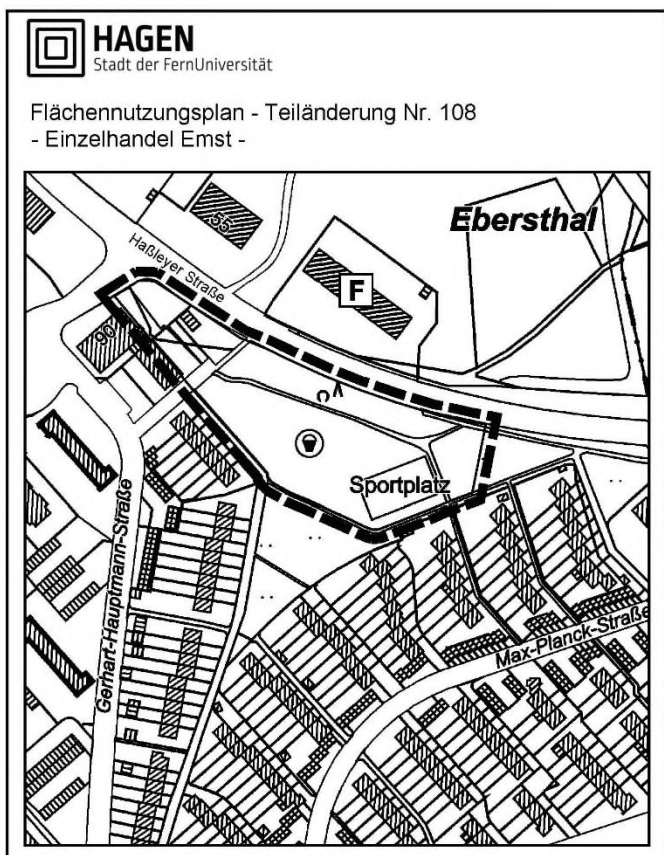 HAGEN
Stadt der FernUniversität
Flächennutzungsplan - Teiländerung Nr. 108
- Einzelhandel Emst -
Ebersthal
55
Haßleyer Straße
F
90
Sportplatz
Gerhart-Hauptmann-Straße
Max-Planck-Straße